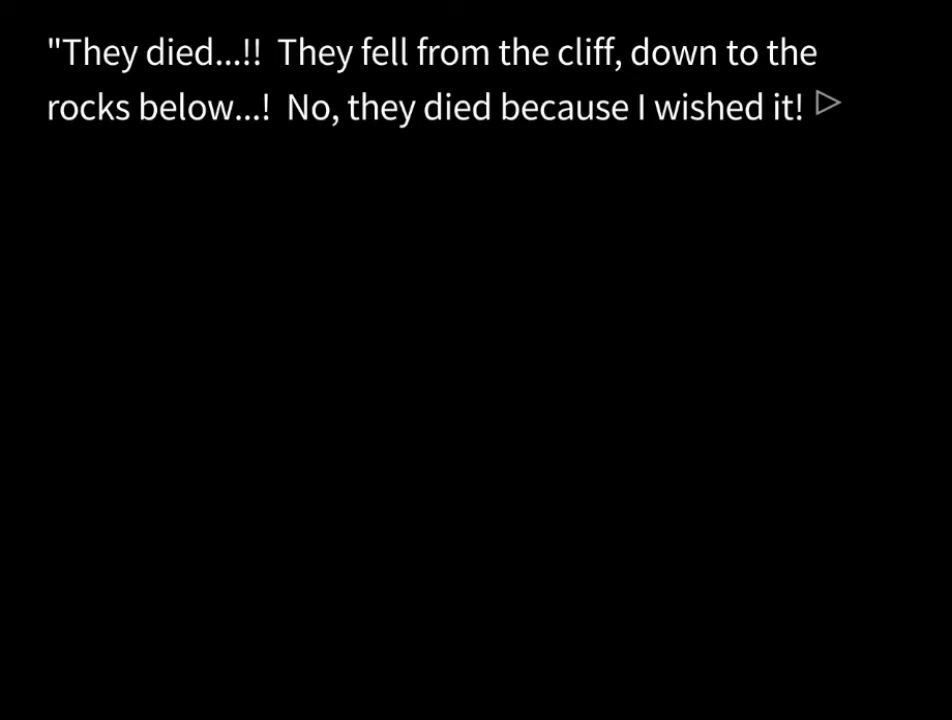 "They died...!!  They fell from the cliff, down to the
rocks below...!  No, they died because I wished it!